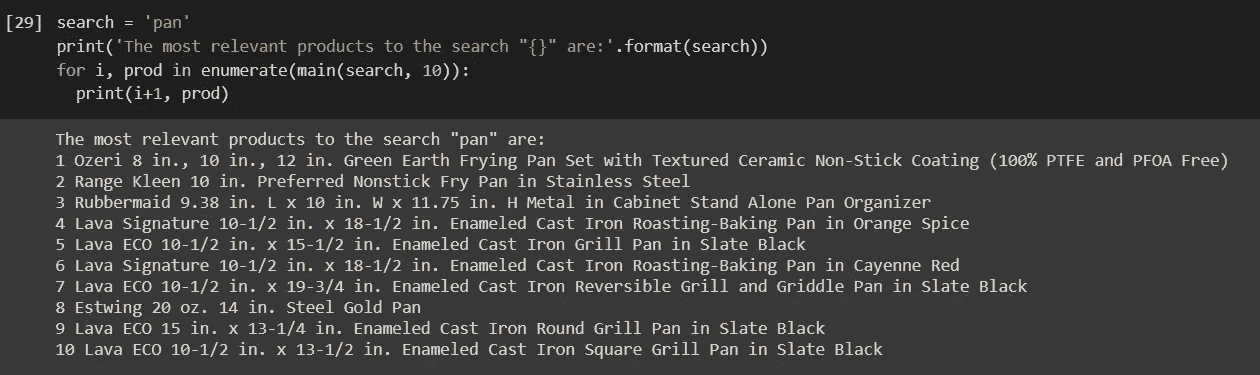 [29] search = 'pan'
print('The most relevant products to the search "{}" are:'.format(search))
for i, prod in enumerate(main(search, 10)):
print(i+1, prod)
The most relevant products to the search "pan" are:
1 Ozeri 8 in., 10 in., 12 in. Green Earth Frying Pan Set with Textured Ceramic Non-Stick Coating (100% PTFE and PFOA Free)
2 Range Kleen 10 in. Preferred Nonstick Fry Pan in Stainless Steel
3 Rubbermaid 9.38 in. L x 10 in. W x 11.75 in. H Metal in Cabinet Stand Alone Pan Organizer
4 Lava Signature 10-1/2 in. x 18-1/2 in. Enameled Cast Iron Roasting-Baking Pan in Orange Spice
5 Lava ECO 10-1/2 in. x 15-1/2 in. Enameled Cast Iron Grill Pan in Slate Black
6 Lava Signature 10-1/2 in. x 18-1/2 in. Enameled Cast Iron Roasting-Baking Pan in Cayenne Red
7 Lava ECO 10-1/2 in. x 19-3/4 in. Enameled Cast Iron Reversible Grill and Griddle Pan in Slate Black
8 Estwing 20 oz. 14 in. Steel Gold Pan
9 Lava ECO 15 in. x 13-1/4 in. Enameled Cast Iron Round Grill Pan in Slate Black
10 Lava ECO 10-1/2 in. x 13-1/2 in. Enameled Cast Iron Square Grill Pan in Slate Black